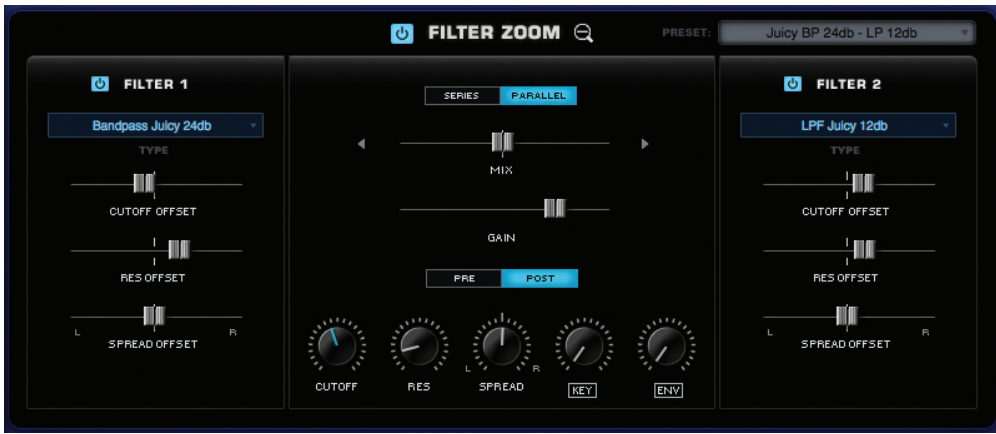 FILTER ZOOM
PRESET: Juicy BP 24db - LP 12db
FILTER 1
Bandpass Juicy 24db
TYPE
CUTOFF OFFSET
RES OFFSET
L R
SPREAD OFFSET
SERIES PARALLEL
MIX
GAIN
PRE POST
L R
CUTOFF RES SPREAD KEY ENV
FILTER 2
LPF Juicy 12db
TYPE
CUTOFF OFFSET
RES OFFSET
L R
SPREAD OFFSET